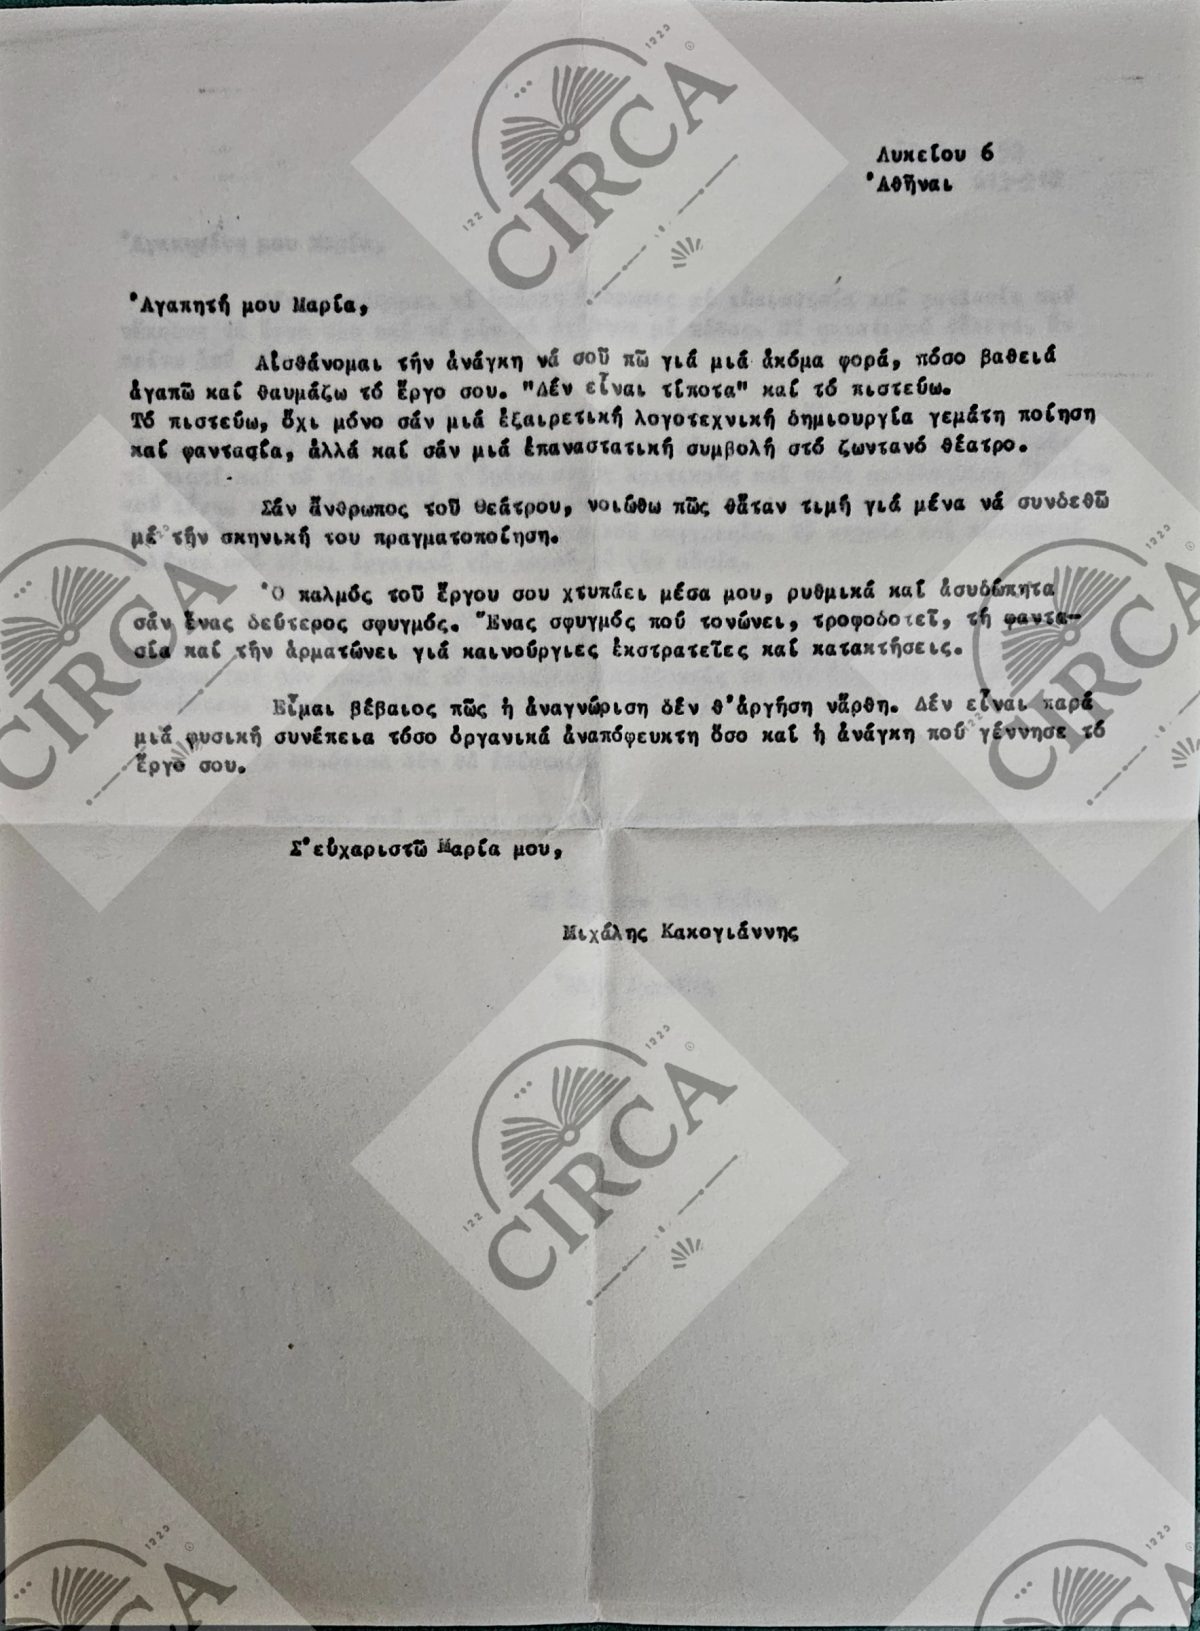 Λυκείου 6
Ἀθῆναι
Ἀγαπητή μου Μαρία,
Αἰσθάνομαι τήν ἀνάγκη νά σοῦ πῶ γιά μιά ἀκόμα φορά, πόσο βαθειά
ἀγαπῶ καί θαυμάζω τό ἔργο σου. "Δέν εἶναι τίποτα" καί τό πιστεύω.
Τό πιστεύω, ὄχι μόνο σάν μιά ἐξαιρετική λογοτεχνική δημιουργία γεμάτη ποίηση
καί φαντασία, ἀλλά καί σάν μιά ἐπαναστατική συμβολή στό ζωντανό θέατρο.
Σάν ἄνθρωπος τοῦ Θεάτρου, νοιώθω πῶς θἄταν τιμή γιά μένα νά συνδεθῶ
μέ τήν σκηνική του πραγματοποίηση.
Ὁ παλμός τοῦ ἔργου σου χτυπάει μέσα μου, ρυθμικά καί ἀσυδώπητα
σάν ἕνας δεύτερος σφυγμός. Ἕνας σφυγμός πού τονώνει, τροφοδοτεῖ, τή φαντα-
σία καί τήν ἀρματώνει γιά καινούργιες ἐκστρατεῖες καί κατακτήσεις.
Εἶμαι βέβαιος πῶς ἡ ἀναγνώριση δέν θ'ἀργήση νἄρθη. Δέν εἶναι παρά
μιά φυσική συνέπεια τόσο ὀργανικά ἀναπόφευκτη ὅσο καί ἡ ἀνάγκη πού γέννησε τό
ἔργο σου.
Σ'εὐχαριστῶ Μαρία μου,
Μιχάλης Κακογιάννης
CIRCA
CIRCA
CIRCA
CIRCA
CIRCA
CIRCA